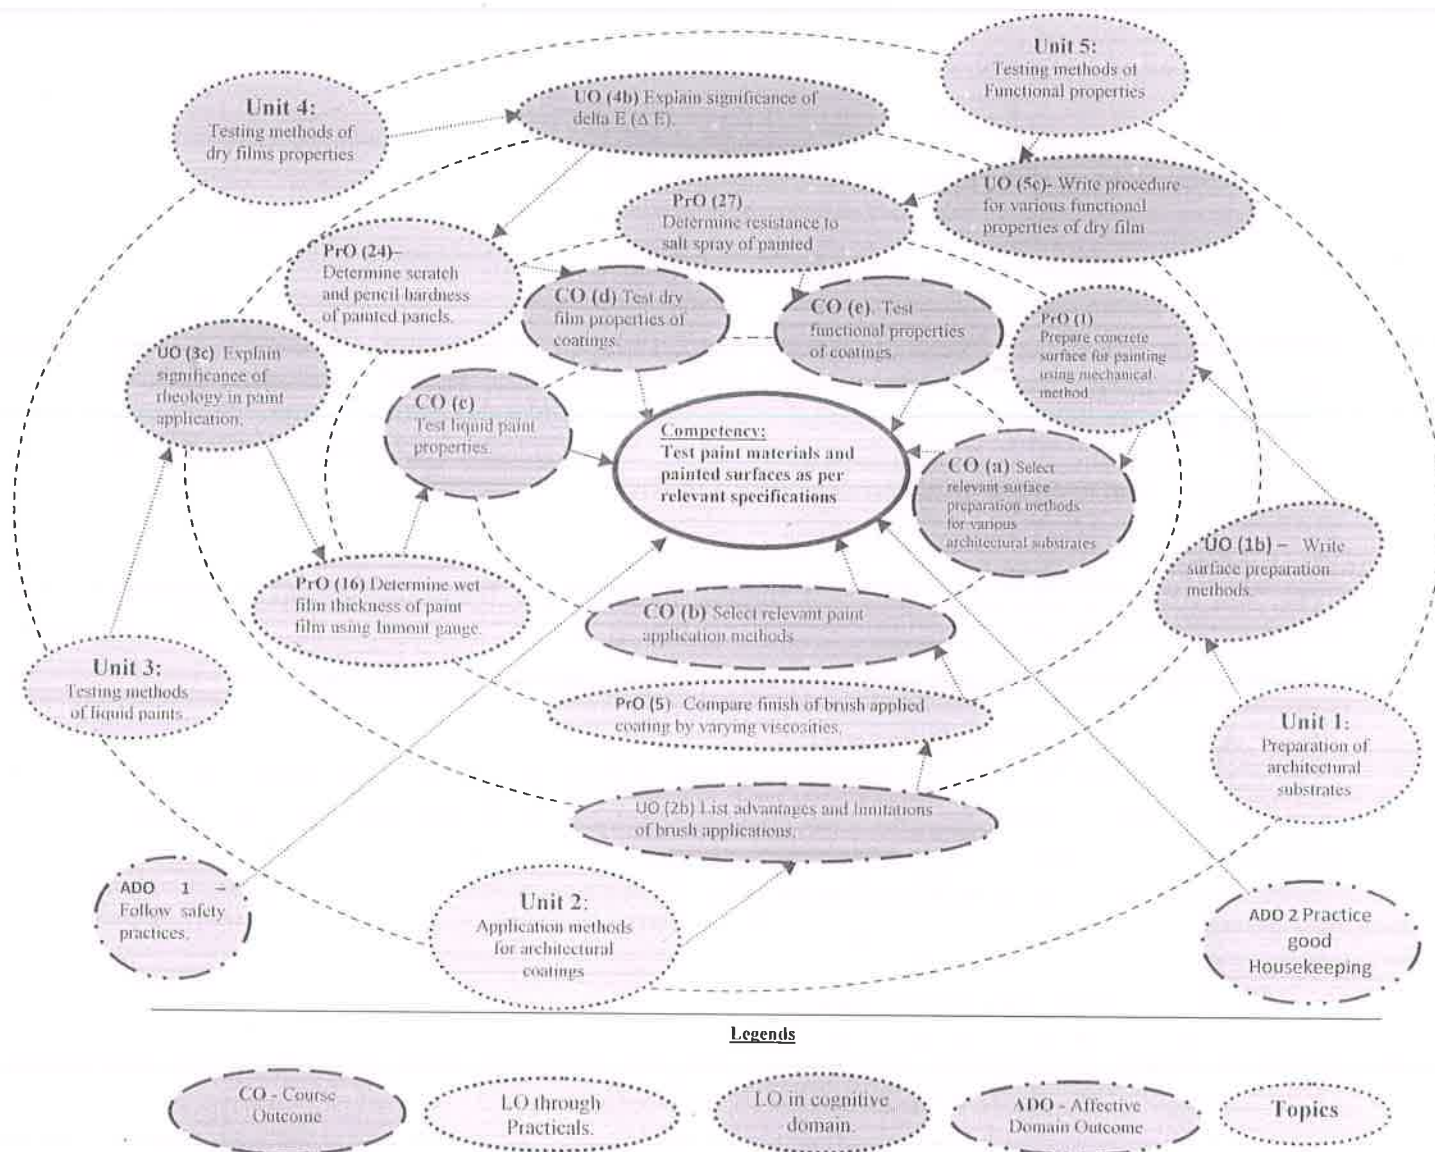 Unit 5:
Testing methods of
Functional properties
Unit 4:
Testing methods of
dry films properties
UO (4b) Explain significance of
delta E (Δ E).
UO (5c)- Write procedure
for various functional
properties of dry film
PrO (27)
Determine resistance to
salt spray of painted
PrO (24)–
Determine scratch
and pencil hardness
of painted panels.
CO (d) Test dry
film properties of
coatings.
CO (e). Test
functional properties
of coatings.
PrO (1)
Prepare concrete
surface for painting
using mechanical
method
UO (3c) Explain
significance of
rheology in paint
application.
CO (c)
Test liquid paint
properties.
Competency:
Test paint materials and
painted surfaces as per
relevant specifications
CO (a) Select
relevant surface
preparation methods
for various
architectural substrates
UO (1b) – Write
surface preparation
methods.
PrO (16) Determine wet
film thickness of paint
film using Inmont gauge.
CO (b) Select relevant paint
application methods
Unit 3:
Testing methods
of liquid paints.
PrO (5) Compare finish of brush applied
coating by varying viscosities.
Unit 1:
Preparation of
architectural
substrates
UO (2b) List advantages and limitations
of brush applications.
ADO 1 –
Follow safety
practices.
Unit 2:
Application methods
for architectural
coatings
ADO 2 Practice
good
Housekeeping
Legends
CO - Course
Outcome
LO through
Practicals.
LO in cognitive
domain.
ADO - Affective
Domain Outcome
Topics